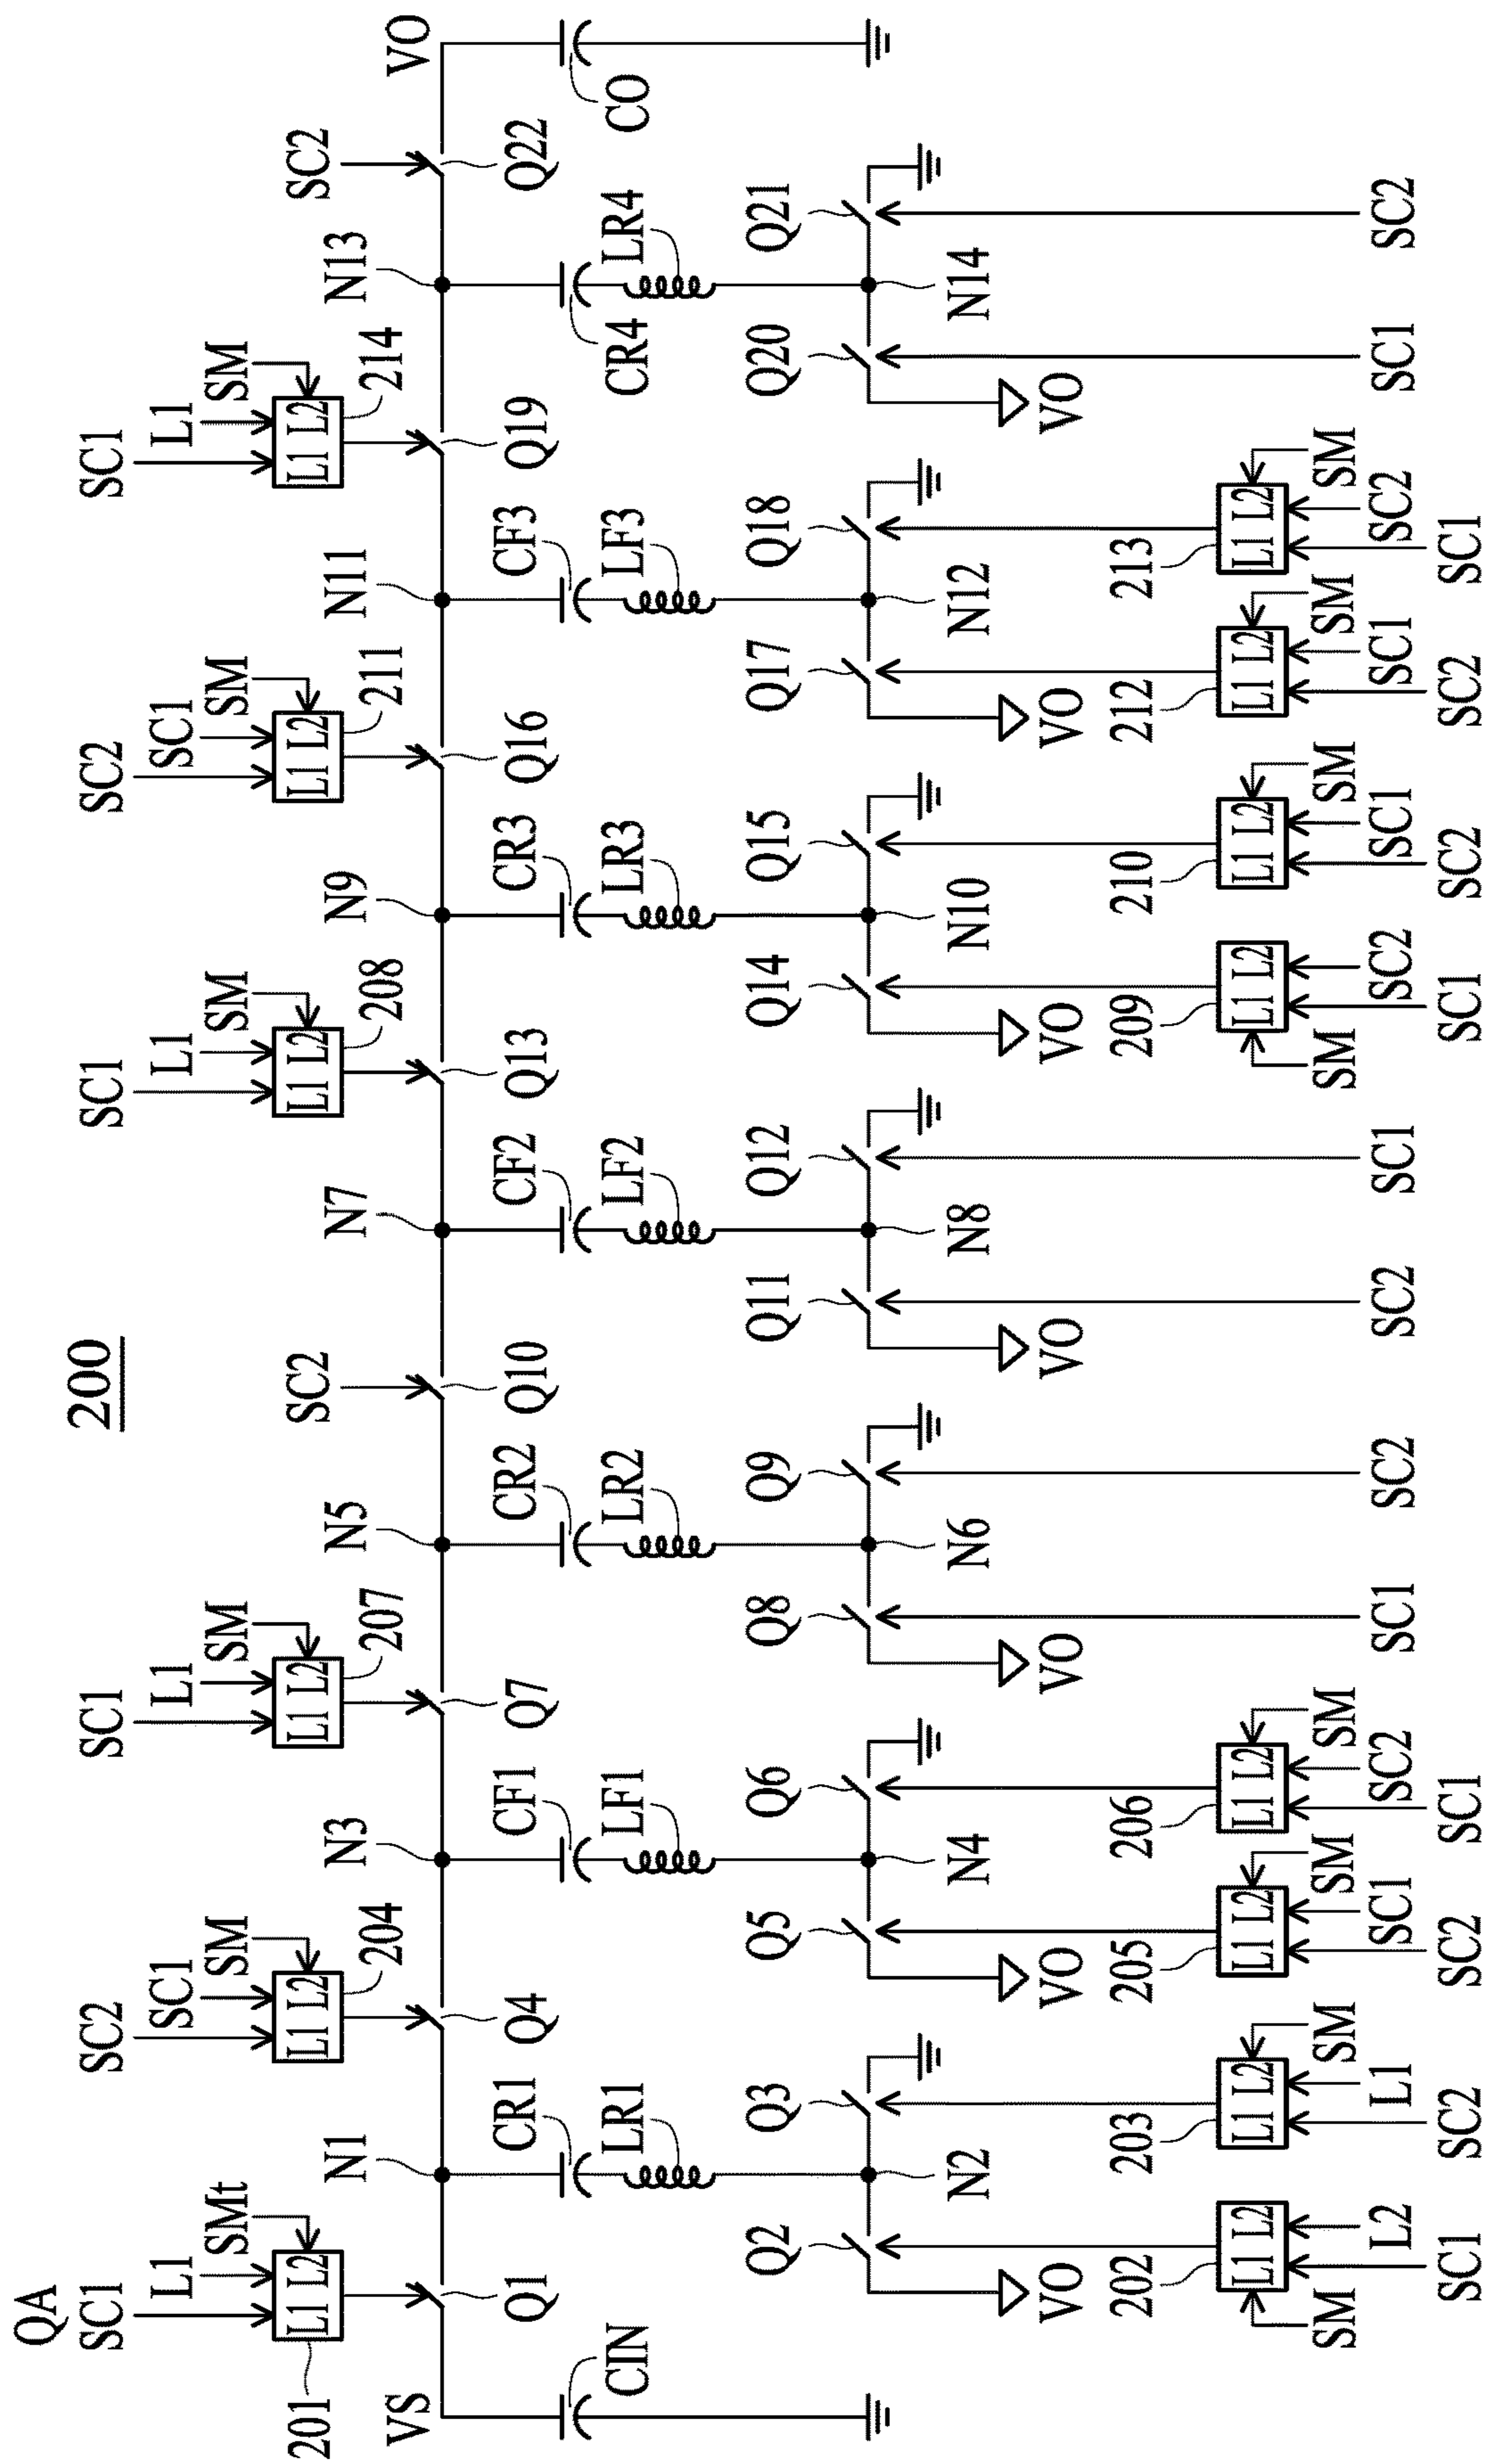 200
QA
SC1 SC2 SC1 SC1 SC2 SC1
L1 SC1 L1 L1 SC1 L1
SMt SM SM SM SM SM
201 L1 L2 L1 L2 L1 L2 SC2 L1 L2 L1 L2 L1 L2 SC2
N1 204 N3 207 N5 N7 208 N9 211 N11 214 N13
VS VO
Q1 CR1 Q4 CF1 Q7 CR2 Q10 CF2 Q13 CR3 Q16 CF3 Q19 Q22
CIN LR1 LF1 LR2 LF2 LR3 LF3 CR4 LR4 CO
Q2 Q3 Q5 Q6 Q8 Q9 Q11 Q12 Q14 Q15 Q17 Q18 Q20 Q21
N2 N4 N6 N8 N10 N12 N14
VO VO VO VO VO VO VO
202 203 205 206 209 210 212 213
L1 L2 L1 L2 L1 L2 L1 L2 L1 L2 L1 L2 L1 L2 L1 L2
SM SM SM SM SM SM SM SM
L2 L1 SC1 SC2 SC1 SC2 SC2 SC1 SC2 SC1 SC1 SC2 SC1 SC2
SC1 SC2 SC2 SC1 SC1 SC2 SC2 SC1